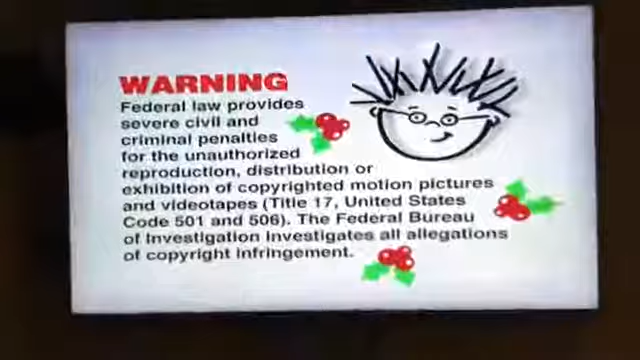 WARNING
Federal law provides
severe civil and
criminal penalties
for the unauthorized
reproduction, distribution or
exhibition of copyrighted motion pictures
and videotapes (Title 17, United States
Code 501 and 506). The Federal Bureau
of Investigation investigates all allegations
of copyright infringement.